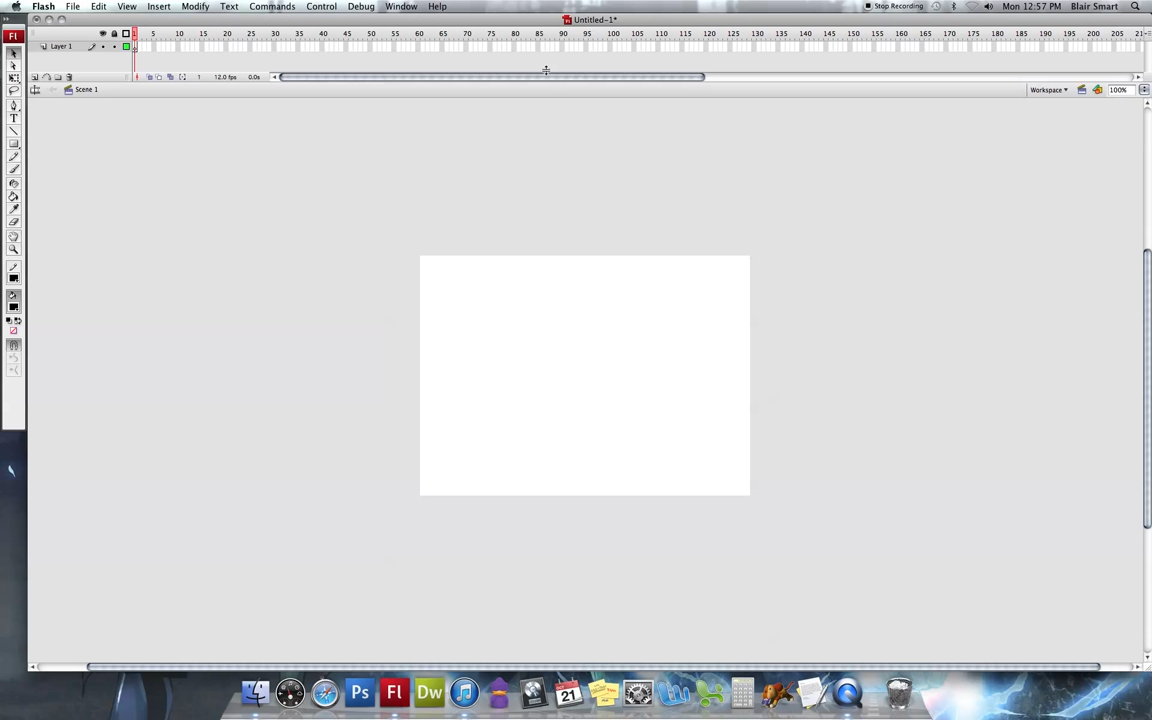 Flash File Edit View Insert Modify Text Commands Control Debug Window Help Stop Recording Mon 12:57 PM Blair Smart
Untitled-1*
Fl
1 5 10 15 20 25 30 35 40 45 50 55 60 65 70 75 80 85 90 95 100 105 110 115 120 125 130 135 140 145 150 155 160 165 170 175 180 185 190 195 200 205 21
Layer 1
1 12.0 fps 0.0s
Scene 1 Workspace 100%
T
Ps Fl Dw 21